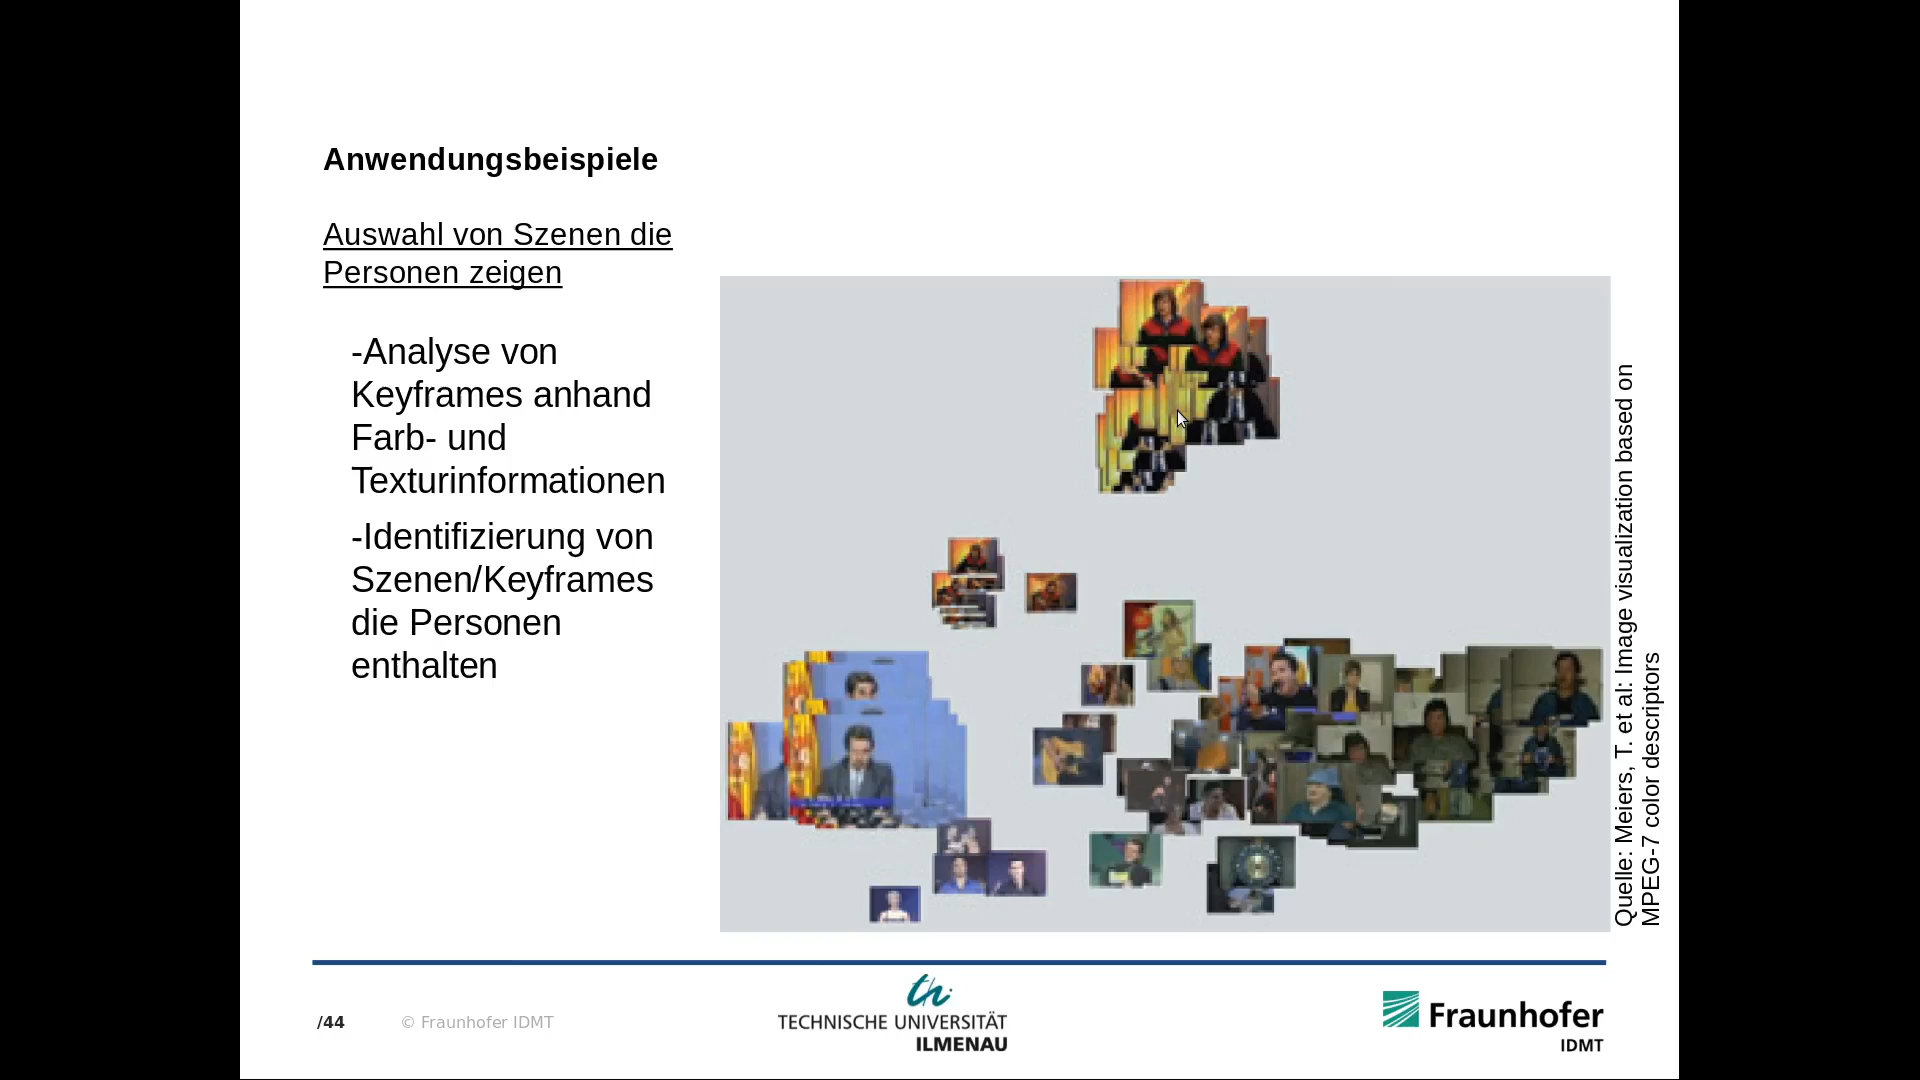 Anwendungsbeispiele
Auswahl von Szenen die
Personen zeigen
-Analyse von
Keyframes anhand
Farb- und
Texturinformationen
-Identifizierung von
Szenen/Keyframes
die Personen
enthalten
Quelle: Meiers, T. et al: Image visualization based on
MPEG-7 color descriptors
/44
© Fraunhofer IDMT
th
TECHNISCHE UNIVERSITÄT
ILMENAU
Fraunhofer
IDMT